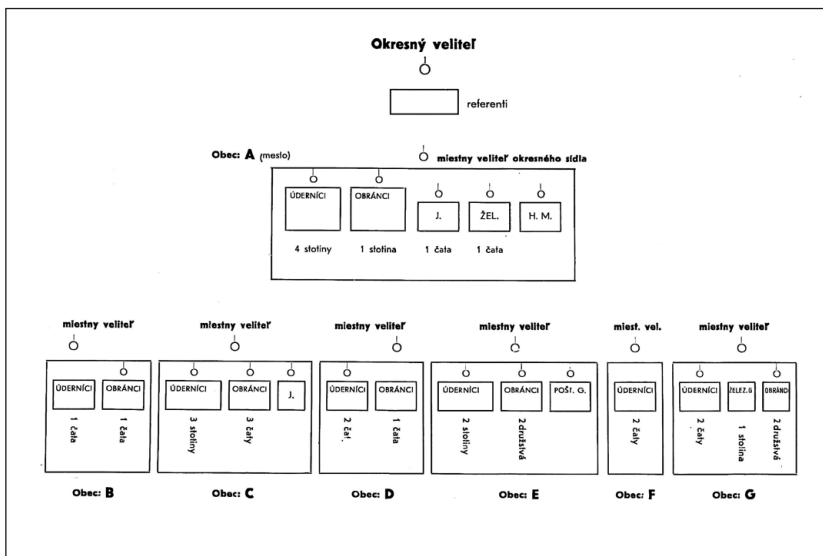 Okresný veliteľ
referenti
Obec: A (mesto)
miestny veliteľ okresného sídla
ÚDERNÍCI
OBRÁNCI
J.
ŽEL.
H. M.
4 stotiny
1 stotina
1 čata
1 čata
miestny veliteľ
ÚDERNÍCI
OBRÁNCI
1 čata
1 čata
Obec: B
miestny veliteľ
ÚDERNÍCI
OBRÁNCI
J.
3 stotiny
3 čaty
Obec: C
miestny veliteľ
ÚDERNÍCI
OBRÁNCI
2 čat.
1 čata
Obec: D
miestny veliteľ
ÚDERNÍCI
OBRÁNCI
POŠT. G.
2 stotiny
2 družstvá
Obec: E
miest. vel.
ÚDERNÍCI
2 čaty
Obec: F
miestny veliteľ
ÚDERNÍCI
ŽELEZ.G
OBRÁNCI
2 čaty
1 stotina
2 družstvá
Obec: G